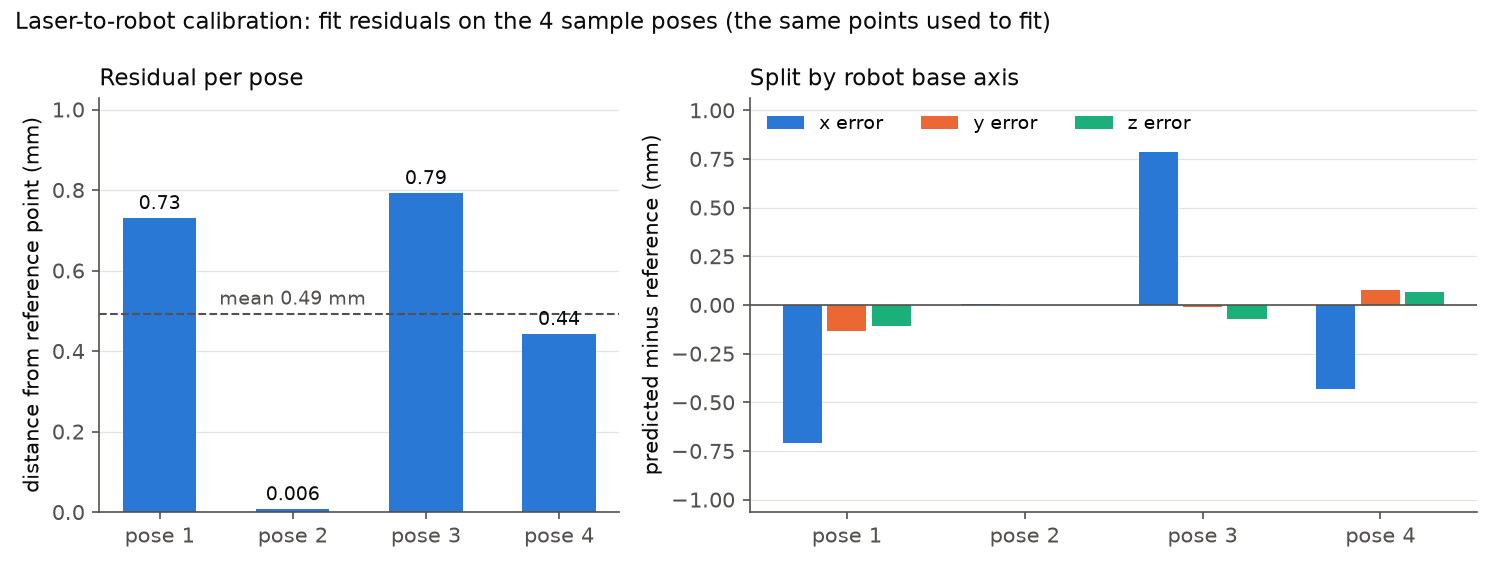 Laser-to-robot calibration: fit residuals on the 4 sample poses (the same points used to fit)
Residual per pose
distance from reference point (mm)
1.0
0.8
0.6
0.4
0.2
0.0
0.73
0.006
0.79
0.44
mean 0.49 mm
pose 1
pose 2
pose 3
pose 4
Split by robot base axis
predicted minus reference (mm)
x error
y error
z error
1.00
0.75
0.50
0.25
0.00
−0.25
−0.50
−0.75
−1.00
pose 1
pose 2
pose 3
pose 4